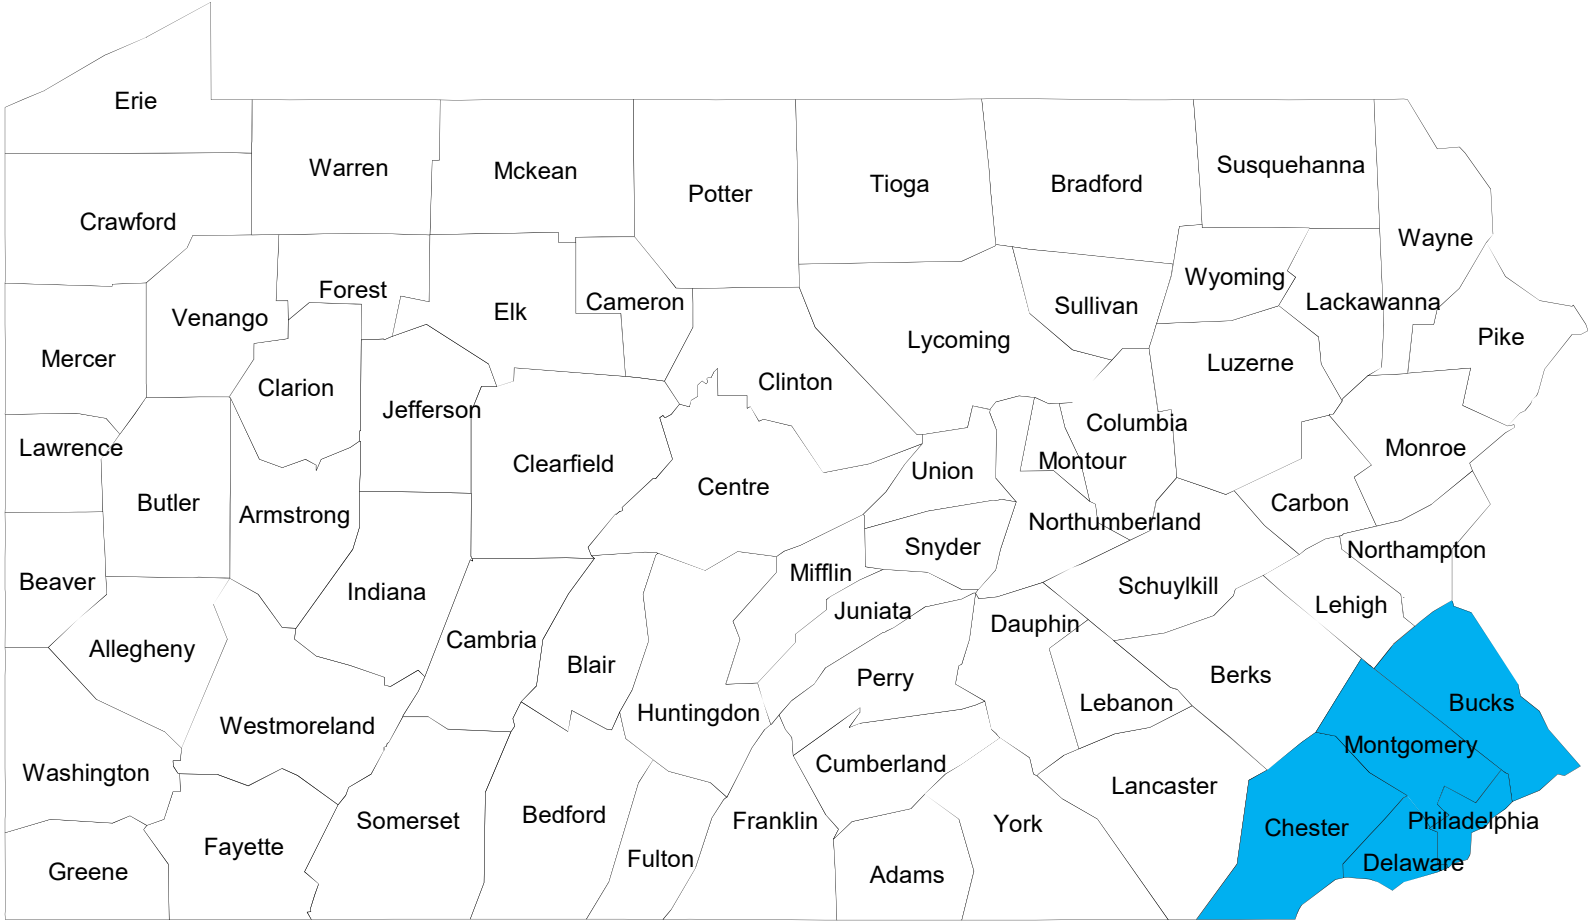 Erie
Warren
Mckean
Susquehanna
Tioga
Bradford
Potter
Crawford
Wayne
Wyoming
Forest
Cameron
Lackawanna
Sullivan
Elk
Venango
Pike
Lycoming
Mercer
Luzerne
Clinton
Clarion
Jefferson
Columbia
Lawrence
Monroe
Montour
Clearfield
Union
Centre
Butler
Carbon
Armstrong
Northumberland
Snyder
Northampton
Mifflin
Beaver
Schuylkill
Indiana
Lehigh
Juniata
Dauphin
Cambria
Allegheny
Blair
Berks
Perry
Lebanon
Bucks
Huntingdon
Westmoreland
Montgomery
Cumberland
Washington
Lancaster
Bedford
Somerset
Franklin
Philadelphia
York
Chester
Fayette
Fulton
Delaware
Greene
Adams